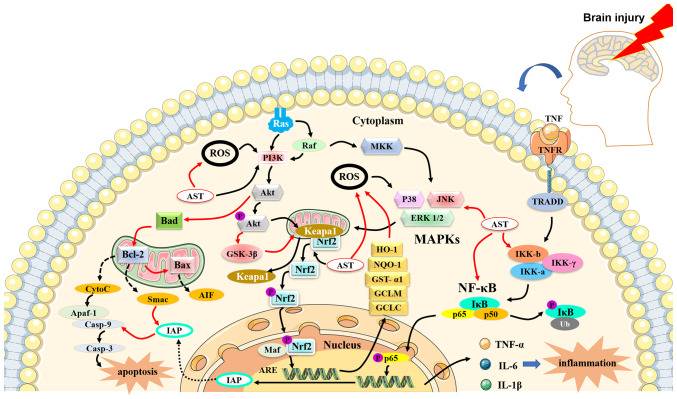 Brain injury
TNF
TNFR
TRADD
Cytoplasm
Ras
Raf
MKK
ROS
PI3K
AST
Akt
ROS
P38
JNK
ERK 1/2
MAPKs
AST
IKK-b
IKK-γ
IKK-a
Bad
P
Akt
GSK-3β
Keapa1
Nrf2
Keapa1
Nrf2
AST
HO-1
NQO-1
GST- α1
GCLM
GCLC
Bcl-2
Bax
CytoC
Smac
AIF
Apaf-1
Casp-9
IAP
Casp-3
apoptosis
P
Nrf2
P
Maf
Nrf2
Nucleus
ARE
IAP
P
p65
NF-κB
IκB
p65
p50
P
IκB
Ub
TNF-α
IL-6
IL-1β
inflammation